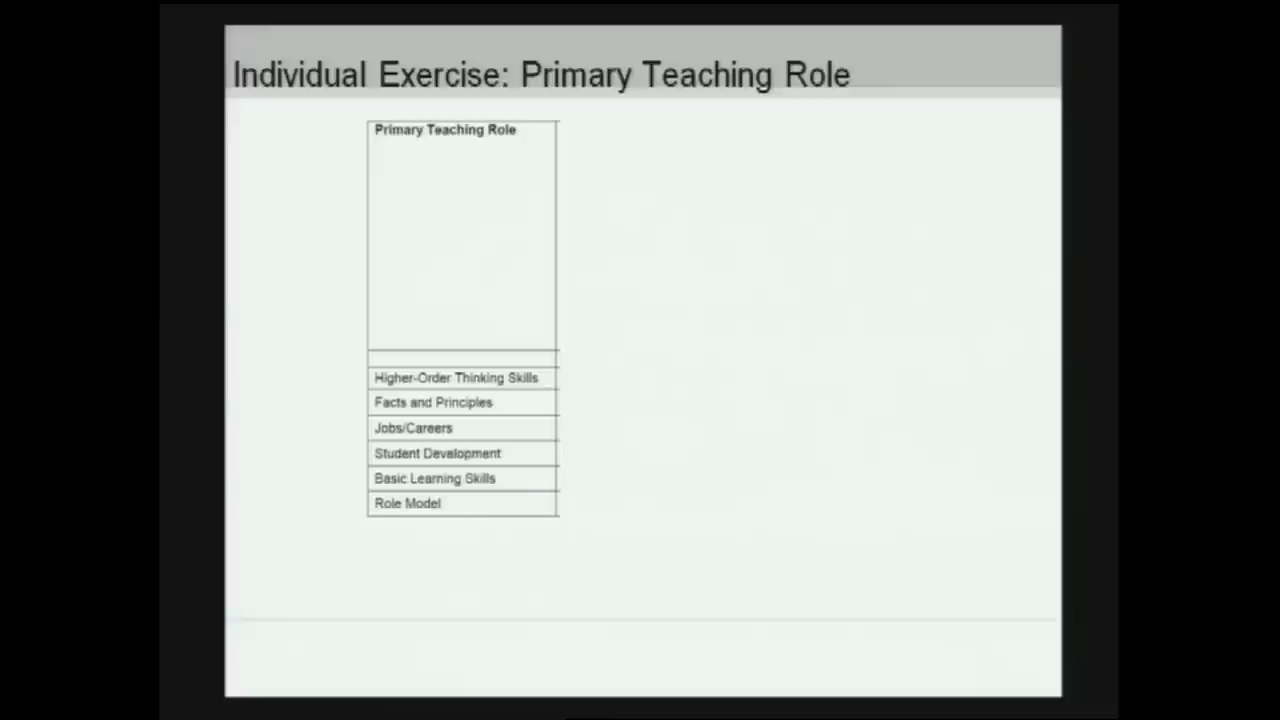 Individual Exercise: Primary Teaching Role
Primary Teaching Role
Higher-Order Thinking Skills
Facts and Principles
Jobs/Careers
Student Development
Basic Learning Skills
Role Model